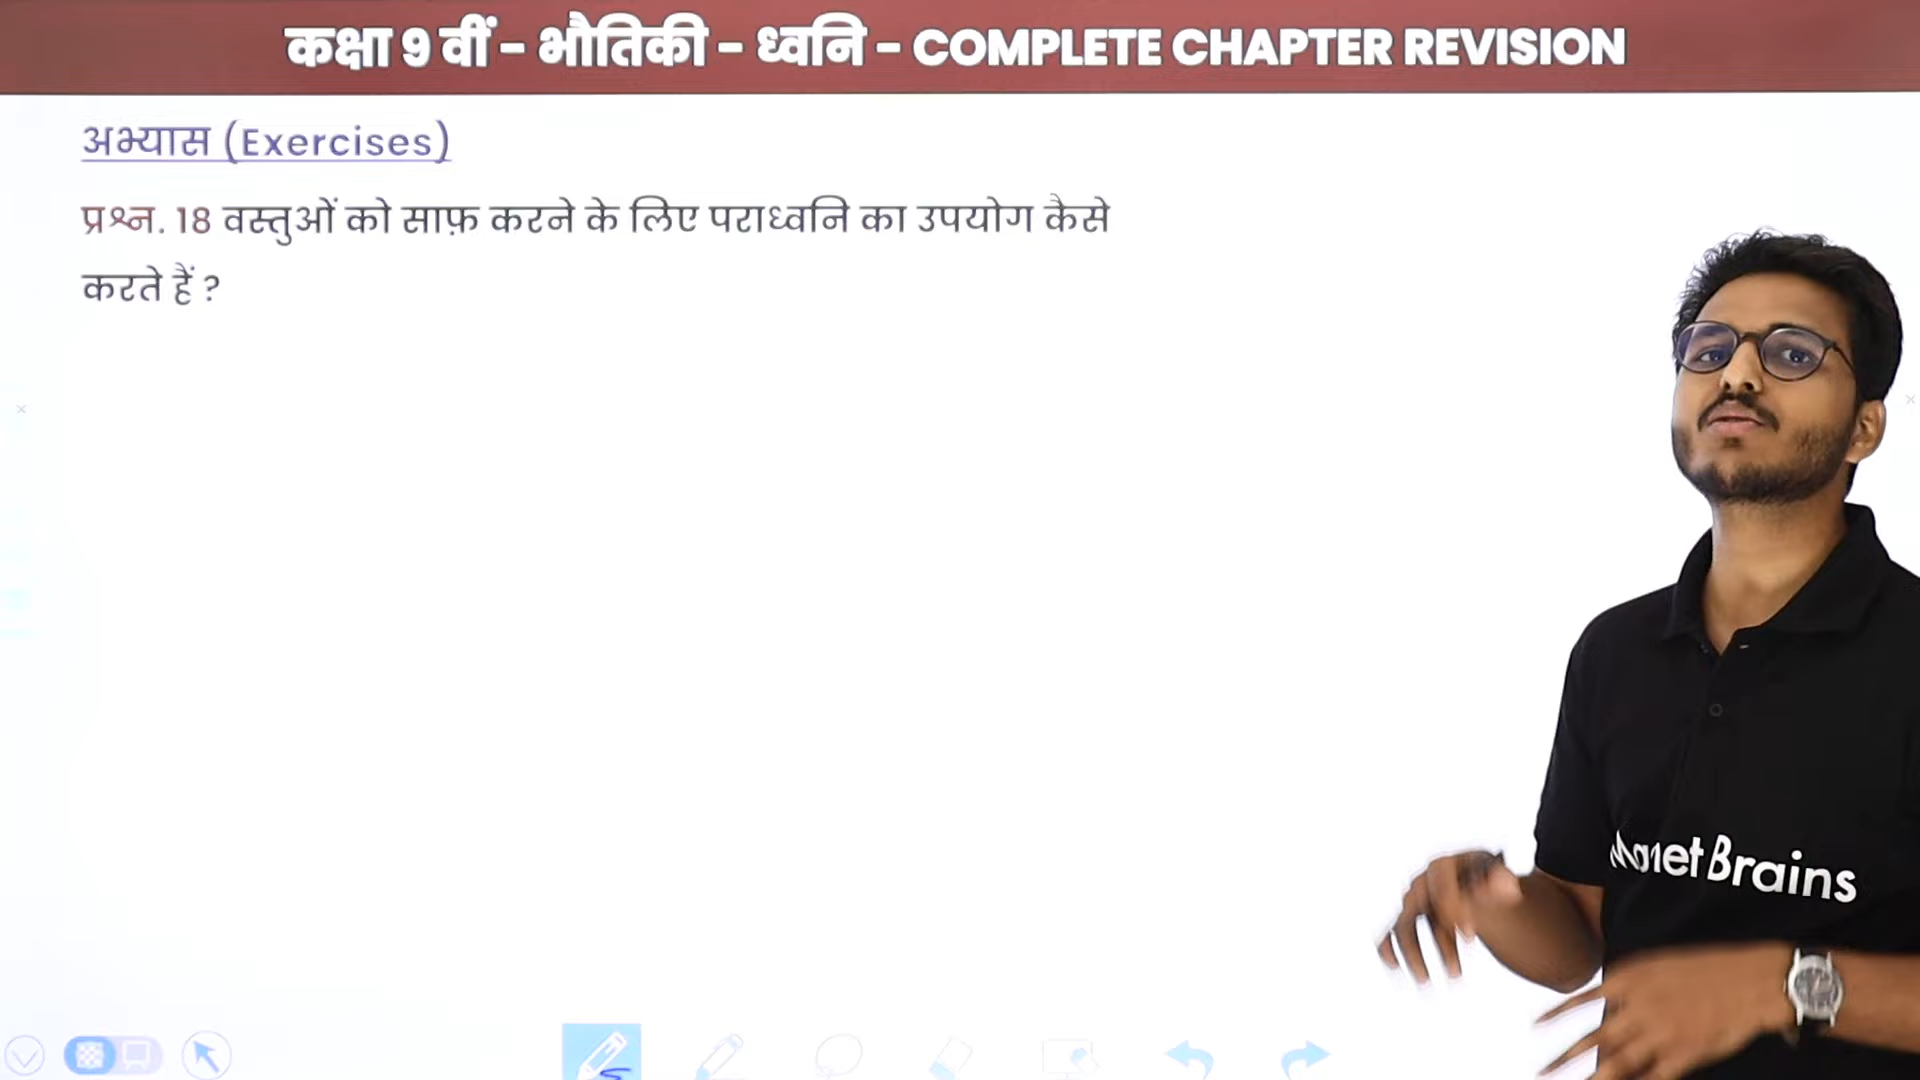 कक्षा 9 वीं – भौतिकी – ध्वनि – COMPLETE CHAPTER REVISION
अभ्यास (Exercises)
प्रश्न. 18 वस्तुओं को साफ़ करने के लिए पराध्वनि का उपयोग कैसे
करते हैं ?
Brains